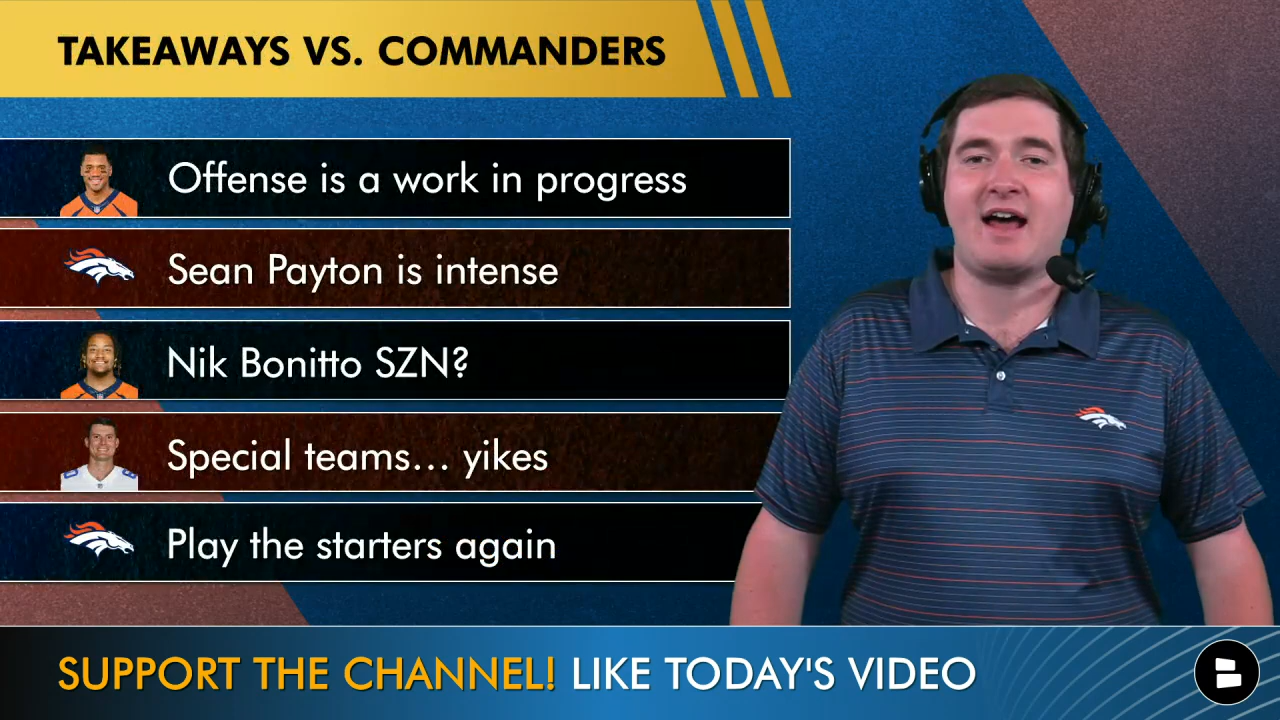 TAKEAWAYS VS. COMMANDERS
Offense is a work in progress
Sean Payton is intense
Nik Bonitto SZN?
Special teams... yikes
Play the starters again
SUPPORT THE CHANNEL! LIKE TODAY'S VIDEO